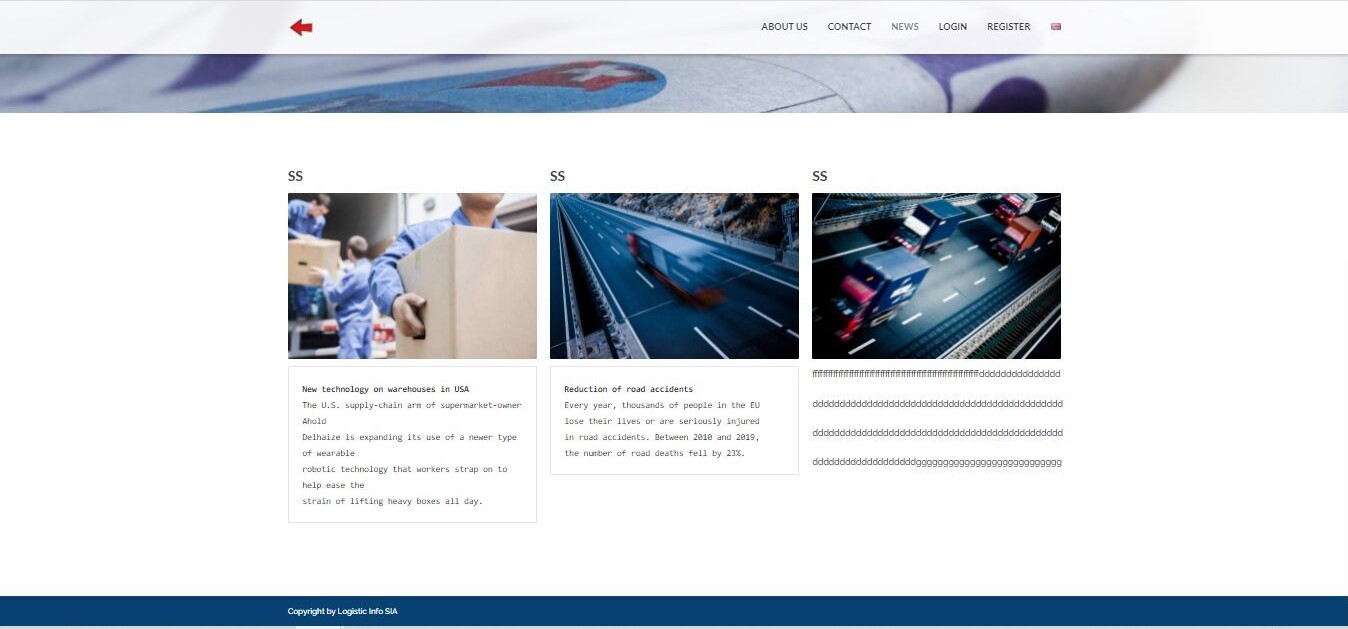 ABOUT US CONTACT NEWS LOGIN REGISTER
SS
New technology on warehouses in USA
The U.S. supply-chain arm of supermarket-owner
Ahold
Delhaize is expanding its use of a newer type
of wearable
robotic technology that workers strap on to
help ease the
strain of lifting heavy boxes all day.
SS
Reduction of road accidents
Every year, thousands of people in the EU
lose their lives or are seriously injured
in road accidents. Between 2010 and 2019,
the number of road deaths fell by 23%.
SS
Copyright by Logistic Info SIA